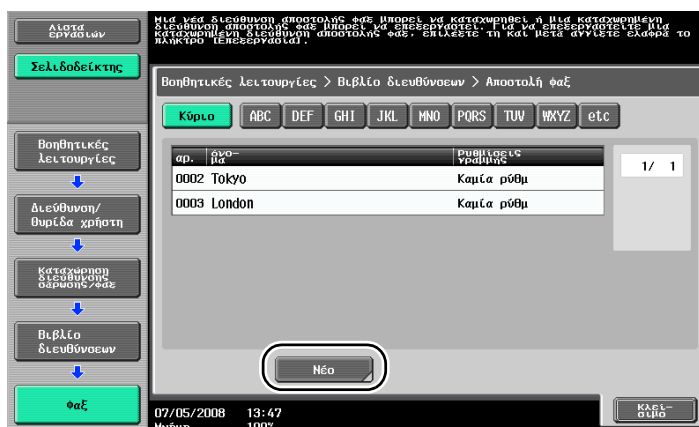 Λίστα
εργασιών
Μια νέα διεύθυνση αποστολής φαξ μπορεί να καταχωρηθεί ή μια καταχωρημένη
διεύθυνση αποστολής φαξ μπορεί να επεξεργαστεί. Για να επεξεργαστείτε μια
καταχωρημένη διεύθυνση αποστολής φαξ, επιλέξτε τη και μετά αγγίξτε ελαφρά το
πλήκτρο [Επεξεργασία].
Σελιδοδείκτης
Βοηθητικές λειτουργίες > Βιβλίο διευθύνσεων > Αποστολή φαξ
Κύριο ABC DEF GHI JKL MNO PQRS TUV WXYZ etc
αρ. όνο-
μα Ρυθμίσεις
γραμμής
1/ 1
0002 Tokyo Καμία ρύθμ
0003 London Καμία ρύθμ
Βοηθητικές
λειτουργίες
Διεύθυνση/
θυρίδα χρήστη
Καταχώρηση
διεύθυνσης
σάρωσης/φαξ
Βιβλίο
διευθύνσεων
Φαξ
Νέο
07/05/2008 13:47
Μνήμη 100%
Κλεί-
σιμο